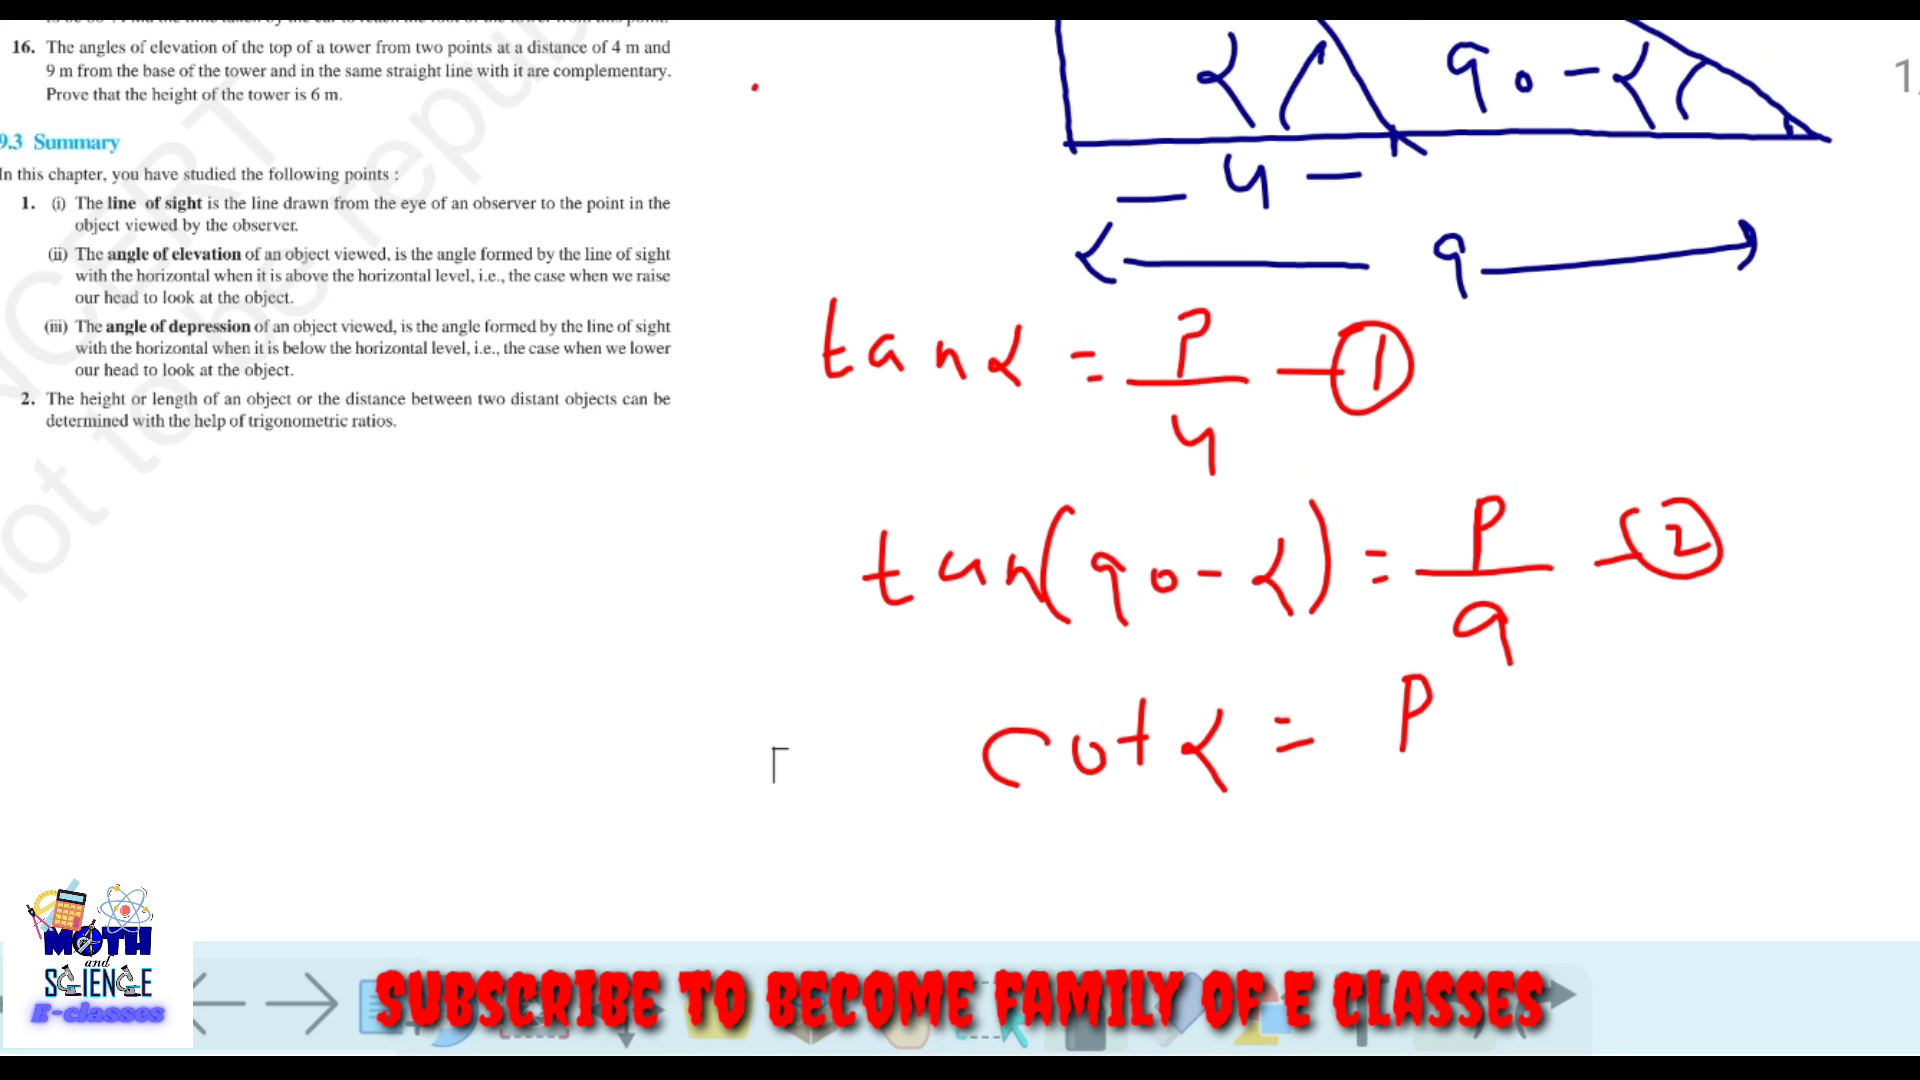 16. The angles of elevation of the top of a tower from two points at a distance of 4 m and
9 m from the base of the tower and in the same straight line with it are complementary.
Prove that the height of the tower is 6 m.
9.3 Summary
In this chapter, you have studied the following points :
1. (i) The line of sight is the line drawn from the eye of an observer to the point in the
object viewed by the observer.
(ii) The angle of elevation of an object viewed, is the angle formed by the line of sight
with the horizontal when it is above the horizontal level, i.e., the case when we raise
our head to look at the object.
(iii) The angle of depression of an object viewed, is the angle formed by the line of sight
with the horizontal when it is below the horizontal level, i.e., the case when we lower
our head to look at the object.
2. The height or length of an object or the distance between two distant objects can be
determined with the help of trigonometric ratios.
α 90-α
4
9
tan α = P/4 — 1
tan(90-α) = P/9 — 2
cot α = P
MATH
and
SCIENCE
E-classes
SUBSCRIBE TO BECOME FAMILY OF E CLASSES